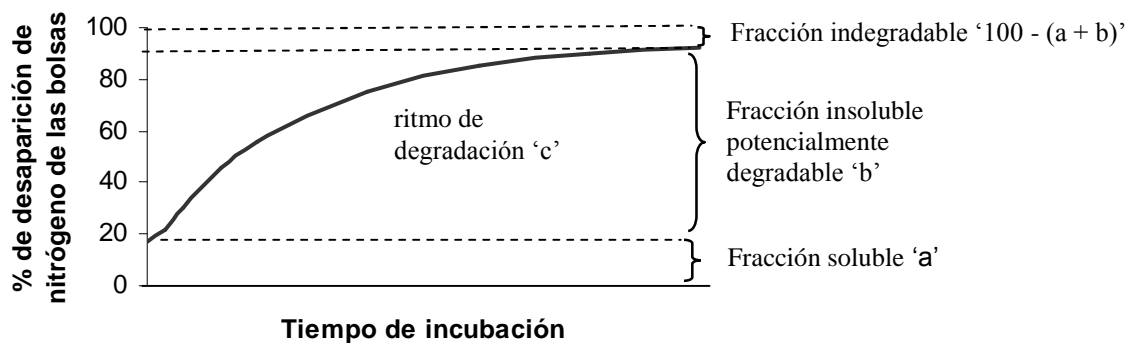 % de desaparición de
nitrógeno de las bolsas
100
80
60
40
20
0
Tiempo de incubación
ritmo de
degradación ‘c’
Fracción indegradable ‘100 - (a + b)’
Fracción insoluble
potencialmente
degradable ‘b’
Fracción soluble ‘a’